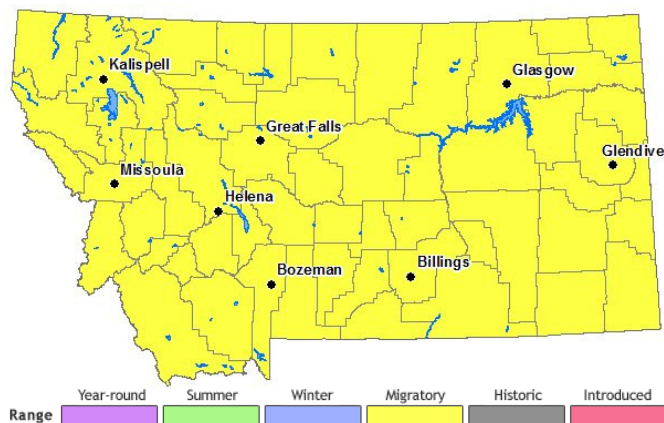 Kalispell
Glasgow
Great Falls
Glendive
Missoula
Helena
Bozeman
Billings
Year-round Summer Winter Migratory Historic Introduced
Range